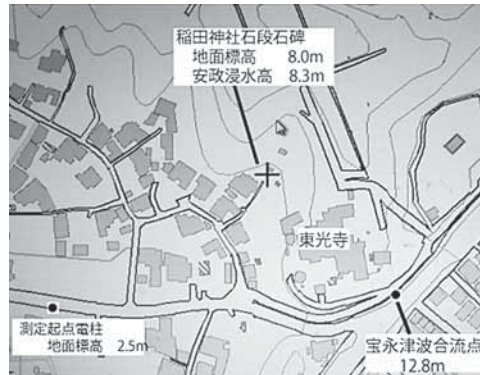 稲田神社石段石碑
地面標高 8.0m
安政浸水高 8.3m
東光寺
測定起点電柱
地面標高 2.5m
宝永津波合流点
12.8m